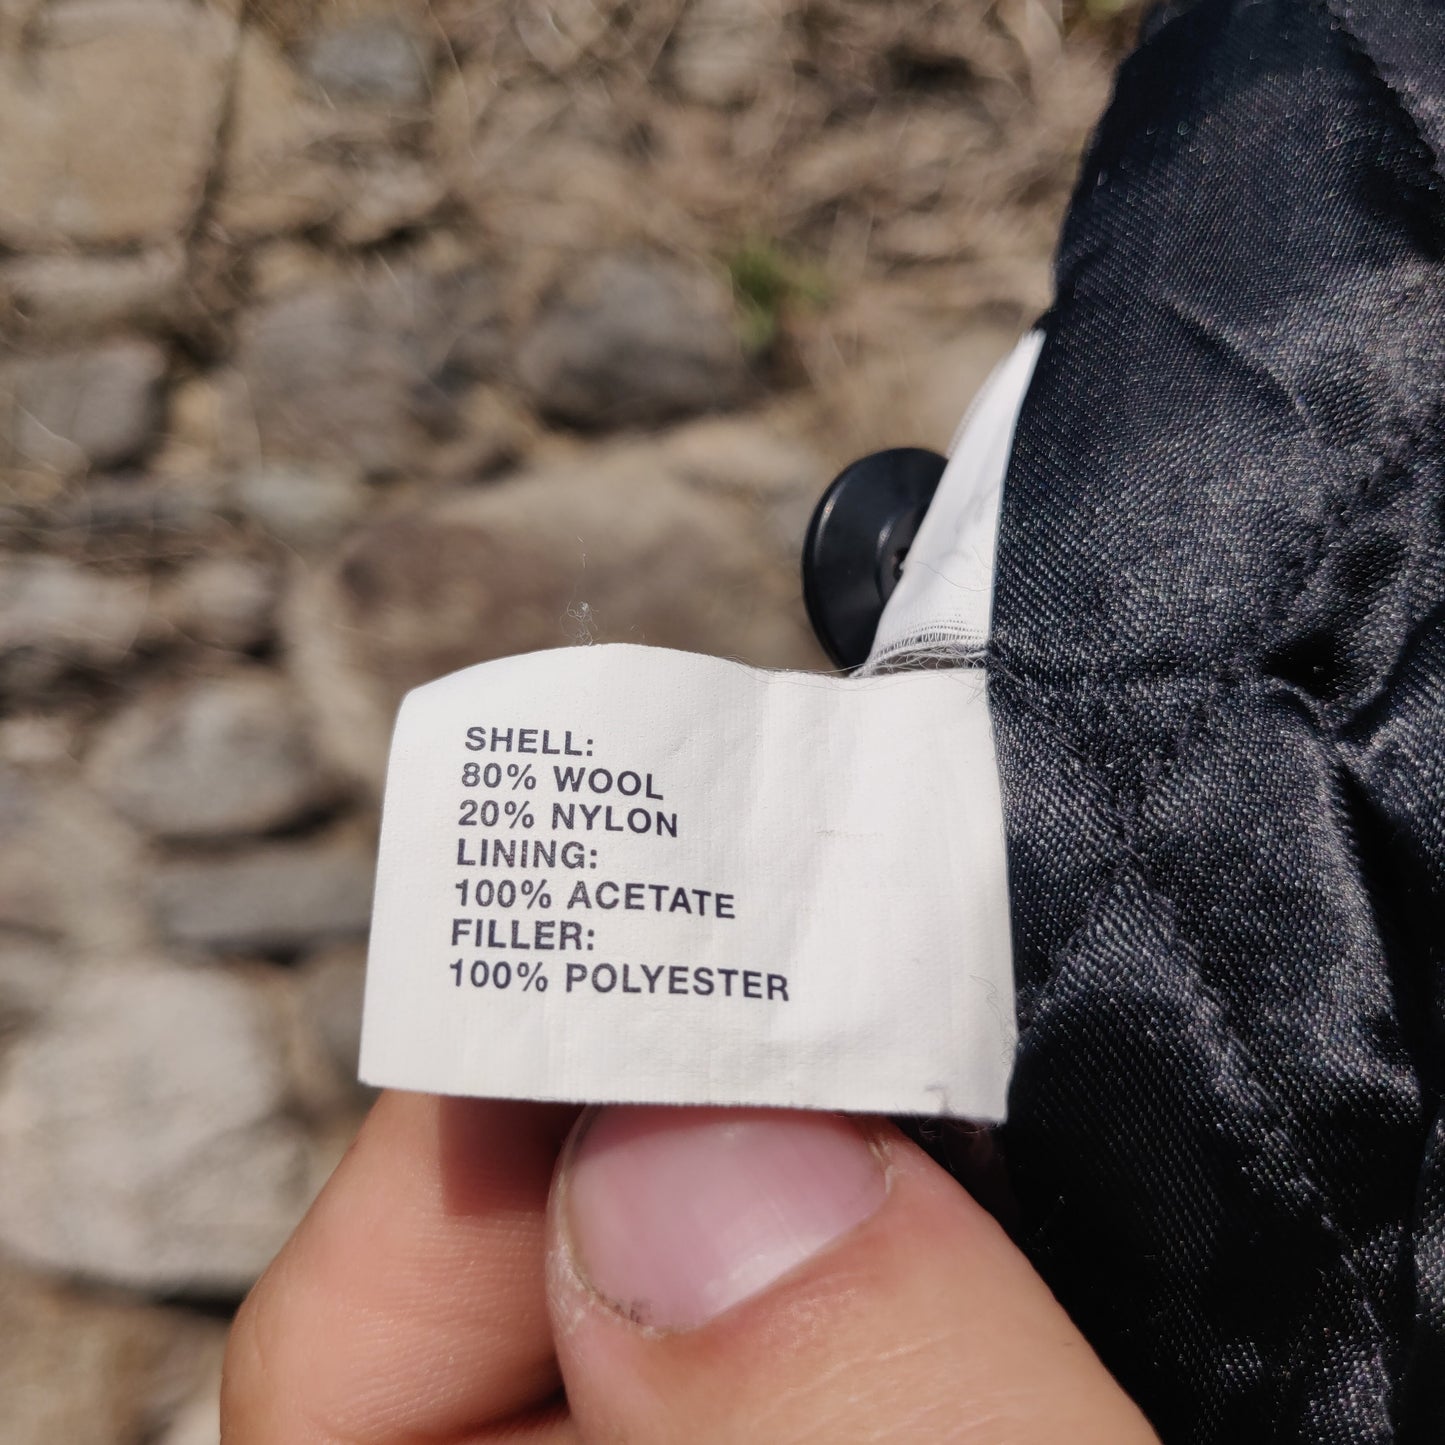 SHELL:
80% WOOL
20% NYLON
LINING:
100% ACETATE
FILLER:
100% POLYESTER